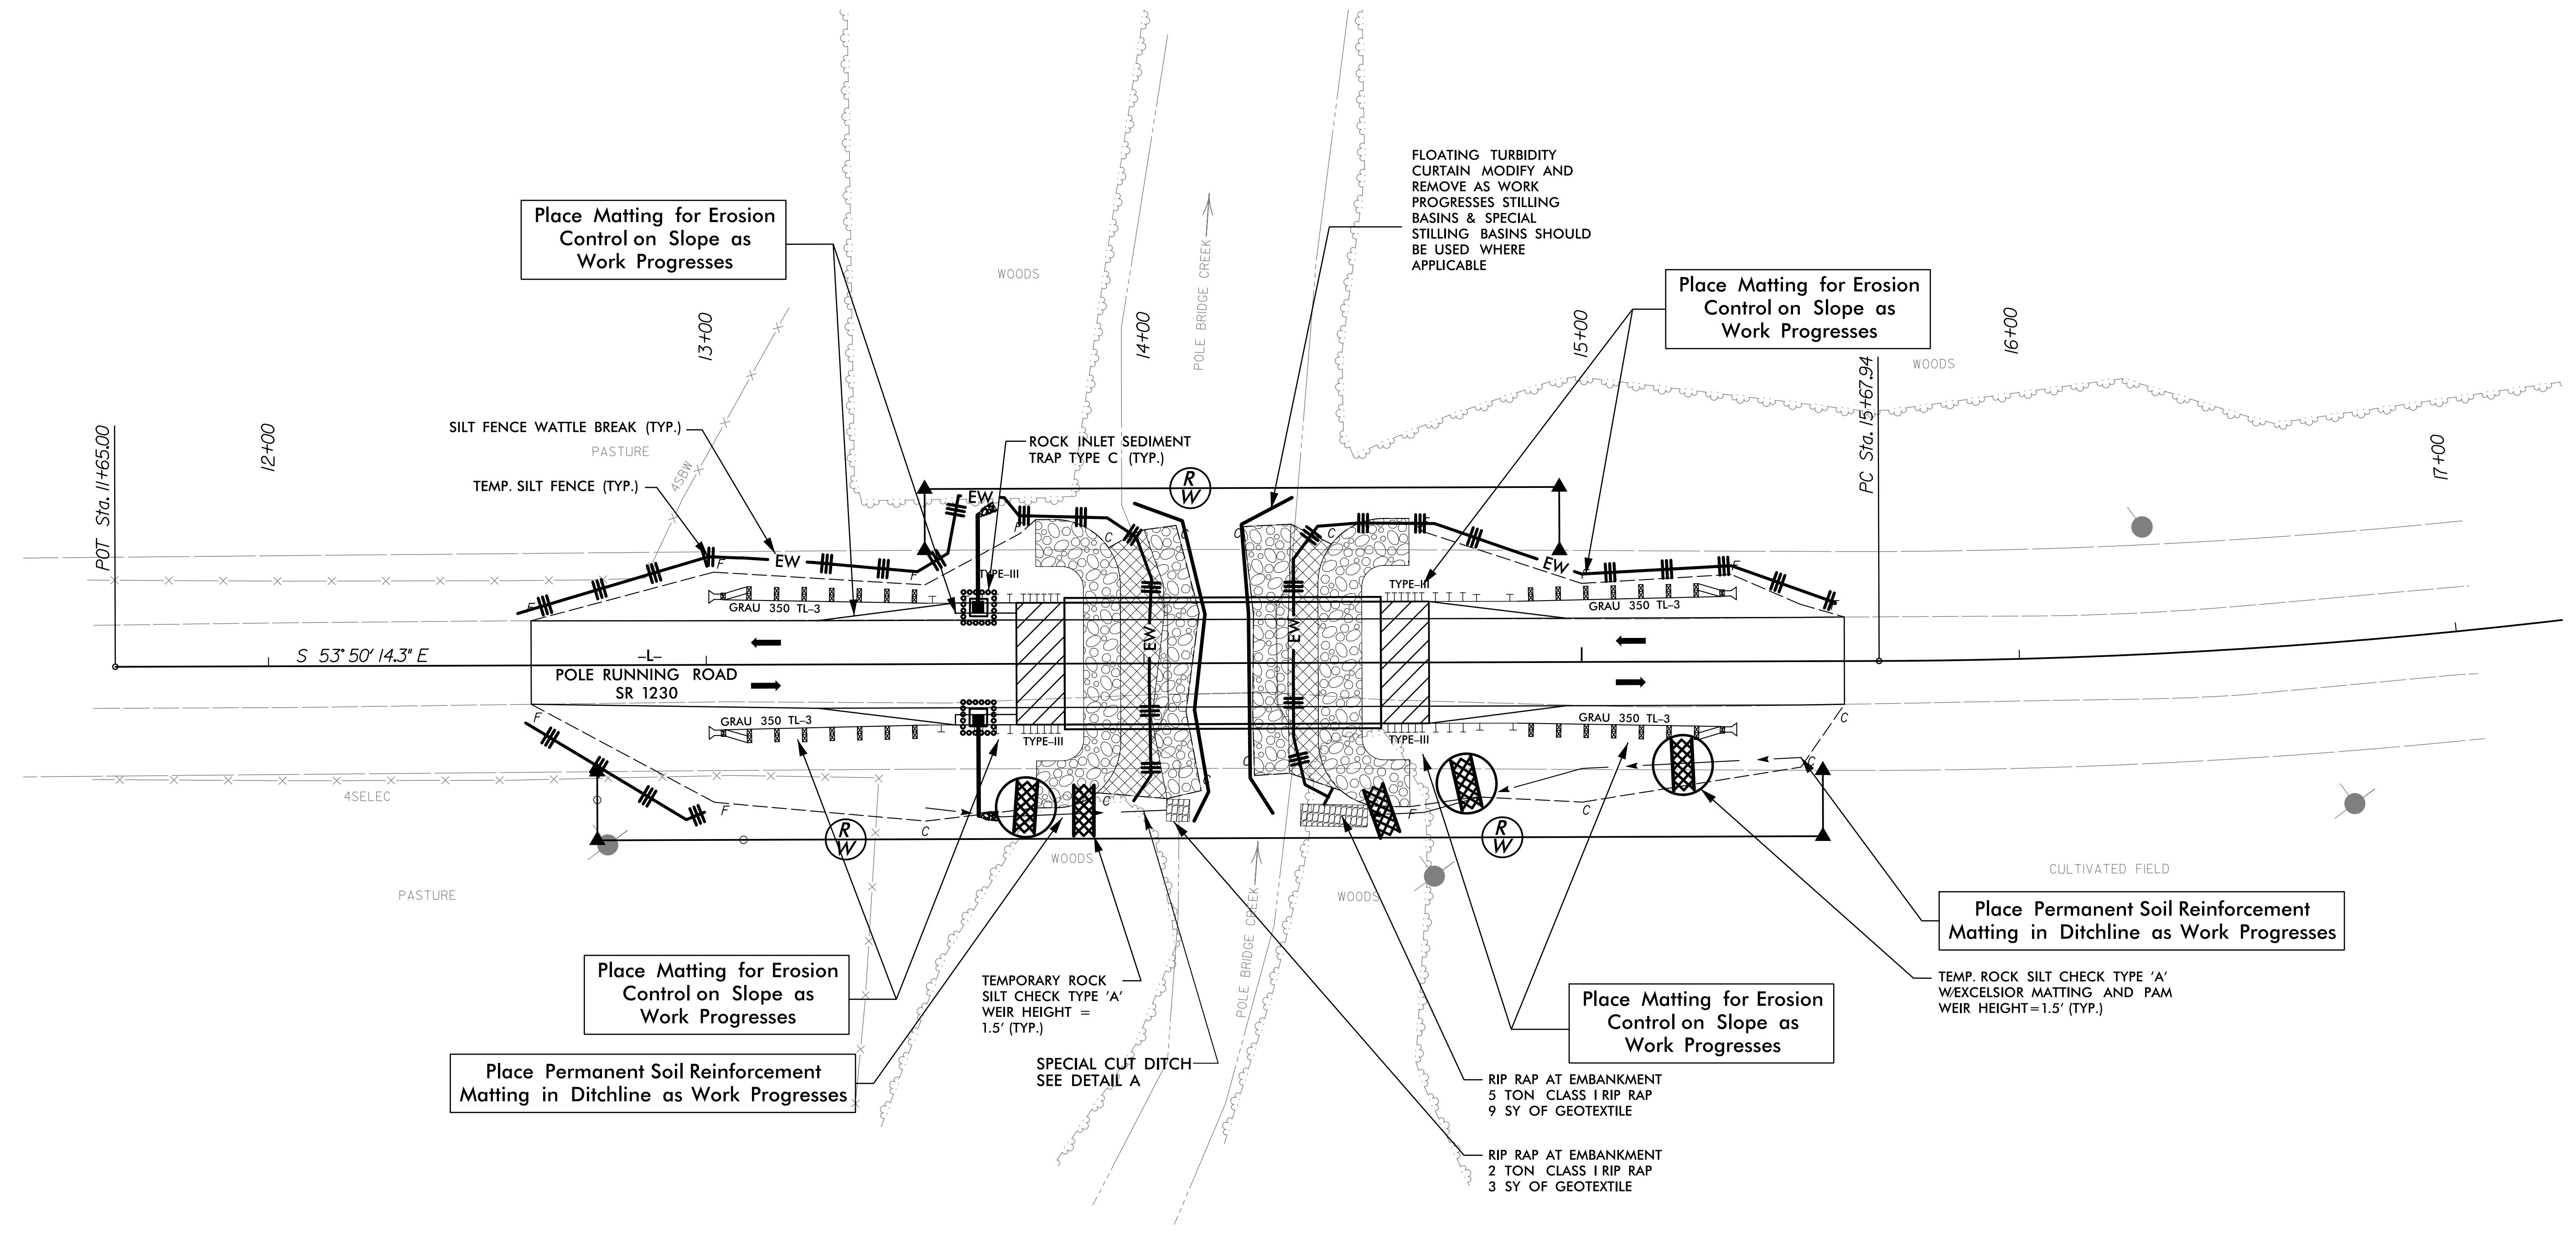 FLOATING TURBIDITY
CURTAIN MODIFY AND
REMOVE AS WORK
PROGRESSES STILLING
BASINS & SPECIAL
STILLING BASINS SHOULD
BE USED WHERE
APPLICABLE
Place Matting for Erosion
Control on Slope as
Work Progresses
WOODS
POLE BRIDGE CREEK
Place Matting for Erosion
Control on Slope as
Work Progresses
13+00
14+00
15+00
16+00
WOODS
PC Sta. 15+67.94
POT Sta. 11+65.00
12+00
17+00
SILT FENCE WATTLE BREAK (TYP.)
PASTURE
4SBW
TEMP. SILT FENCE (TYP.)
ROCK INLET SEDIMENT
TRAP TYPE C (TYP.)
R
W
EW
EW
EW
F
F
F
F
F
F
C
C
C
C
TYPE-III
TYPE-III
GRAU 350 TL-3
GRAU 350 TL-3
EW
EW
S 53° 50' 14.3" E
-L-
POLE RUNNING ROAD
SR 1230
GRAU 350 TL-3
GRAU 350 TL-3
TYPE-III
TYPE-III
F
F
C
C
C
C
C
C
F
C
4SELEC
R
W
R
W
WOODS
WOODS
PASTURE
CULTIVATED FIELD
POLE BRIDGE CREEK
Place Permanent Soil Reinforcement
Matting in Ditchline as Work Progresses
Place Matting for Erosion
Control on Slope as
Work Progresses
TEMPORARY ROCK
SILT CHECK TYPE 'A'
WEIR HEIGHT =
1.5' (TYP.)
TEMP. ROCK SILT CHECK TYPE 'A'
W/EXCELSIOR MATTING AND PAM
WEIR HEIGHT=1.5' (TYP.)
Place Matting for Erosion
Control on Slope as
Work Progresses
Place Permanent Soil Reinforcement
Matting in Ditchline as Work Progresses
SPECIAL CUT DITCH
SEE DETAIL A
RIP RAP AT EMBANKMENT
5 TON CLASS I RIP RAP
9 SY OF GEOTEXTILE
RIP RAP AT EMBANKMENT
2 TON CLASS I RIP RAP
3 SY OF GEOTEXTILE